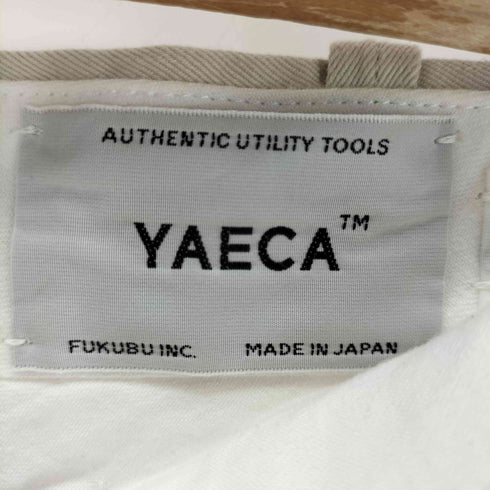 AUTHENTIC UTILITY TOOLS
YAECA™
FUKUBU INC. MADE IN JAPAN